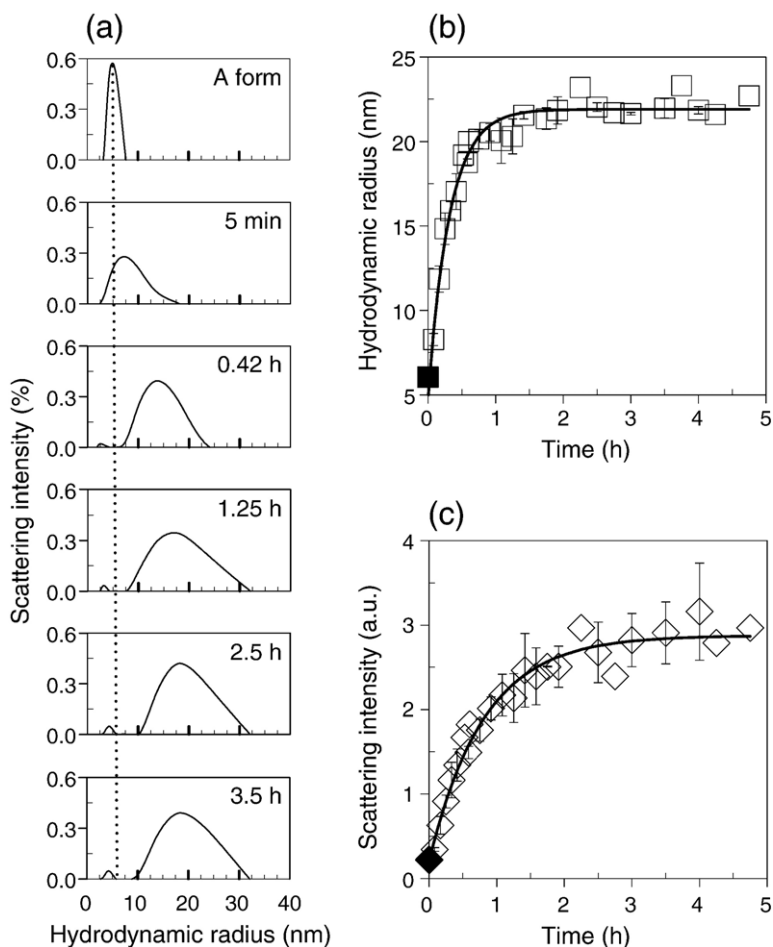 (a)
0.6
0.3
0.0
A form
0.6
0.3
0.0
5 min
0.6
0.3
0.0
0.42 h
0.6
0.3
0.0
1.25 h
0.6
0.3
0.0
2.5 h
0.6
0.3
0.0
3.5 h
0 10 20 30 40
Scattering intensity (%)
Hydrodynamic radius (nm)
(b)
25
20
15
10
5
0 1 2 3 4 5
Hydrodynamic radius (nm)
Time (h)
(c)
4
3
2
1
0
0 1 2 3 4 5
Scattering intensity (a.u.)
Time (h)